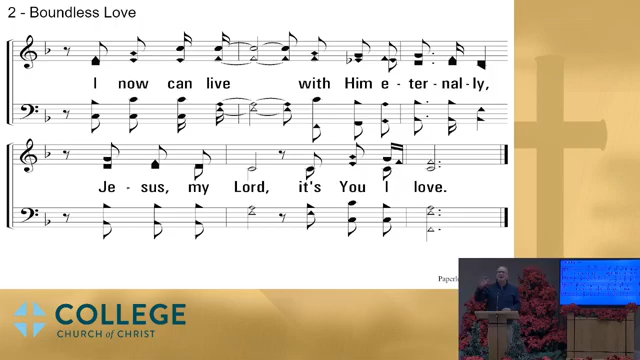 2 - Boundless Love
I now can live with Him e - ter - nal - ly,
Je - sus, my Lord, it's You I love.
COLLEGE
CHURCH of CHRIST